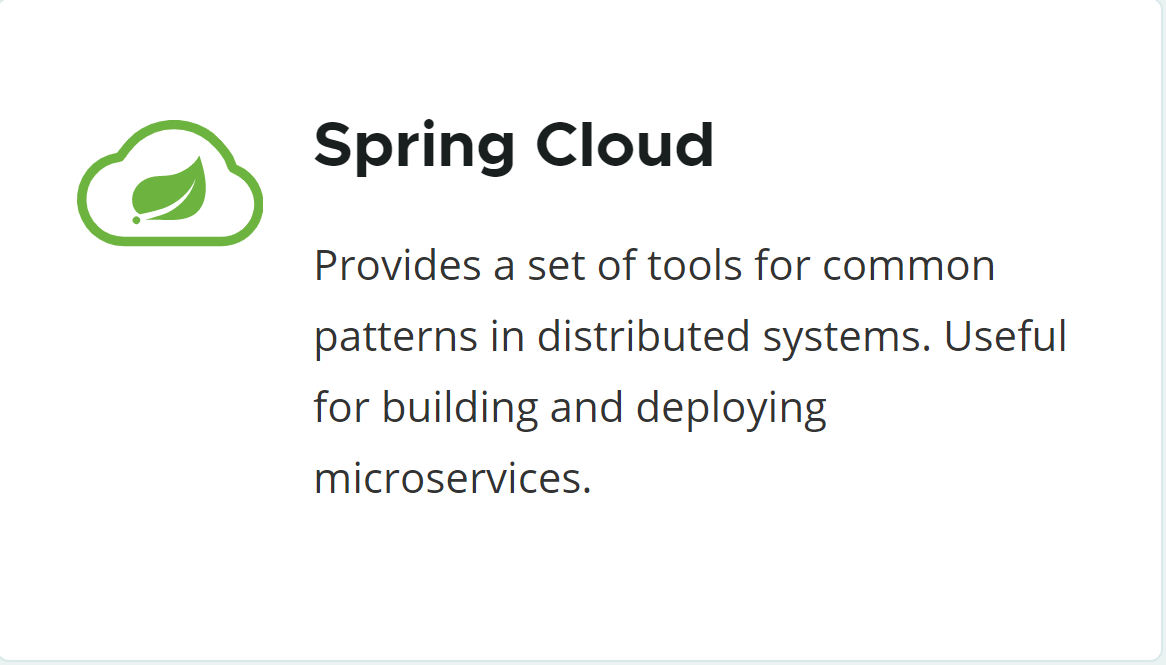 Spring Cloud
Provides a set of tools for common
patterns in distributed systems. Useful
for building and deploying
microservices.